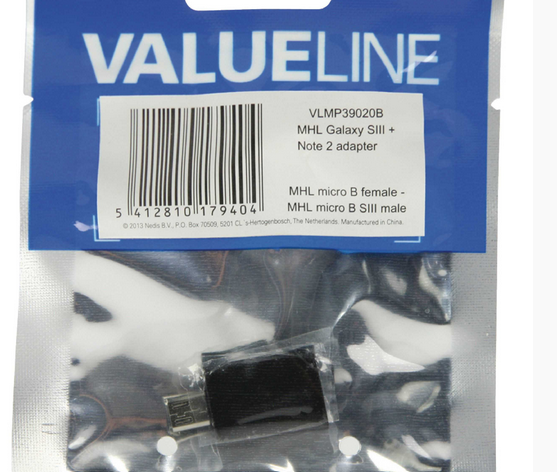 VALUELINE
VLMP39020B
MHL Galaxy SIII +
Note 2 adapter
MHL micro B female -
MHL micro B SIII male
5 412810 179404
© 2013 Nedis B.V., P.O. Box 70509, 5201 CL 's-Hertogenbosch, The Netherlands. Manufactured in China.